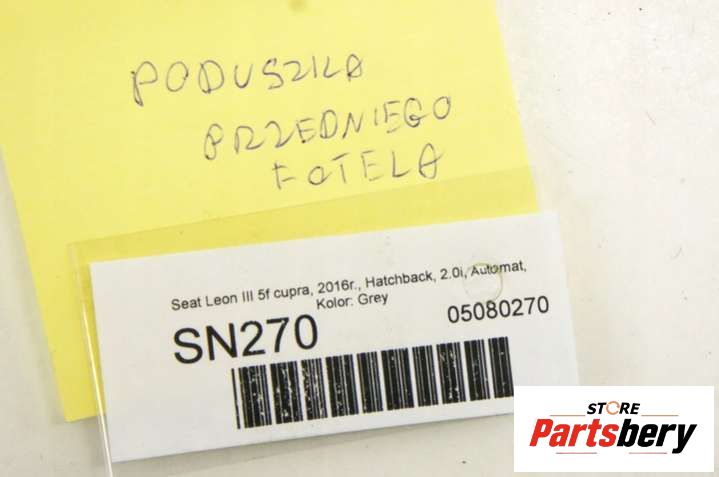 PODUSZKA
PRZEDNIEGO
FOTELA
Seat Leon III 5f cupra, 2016r., Hatchback, 2.0i, Automat,
Kolor: Grey
SN270
05080270
STORE
Partsbery